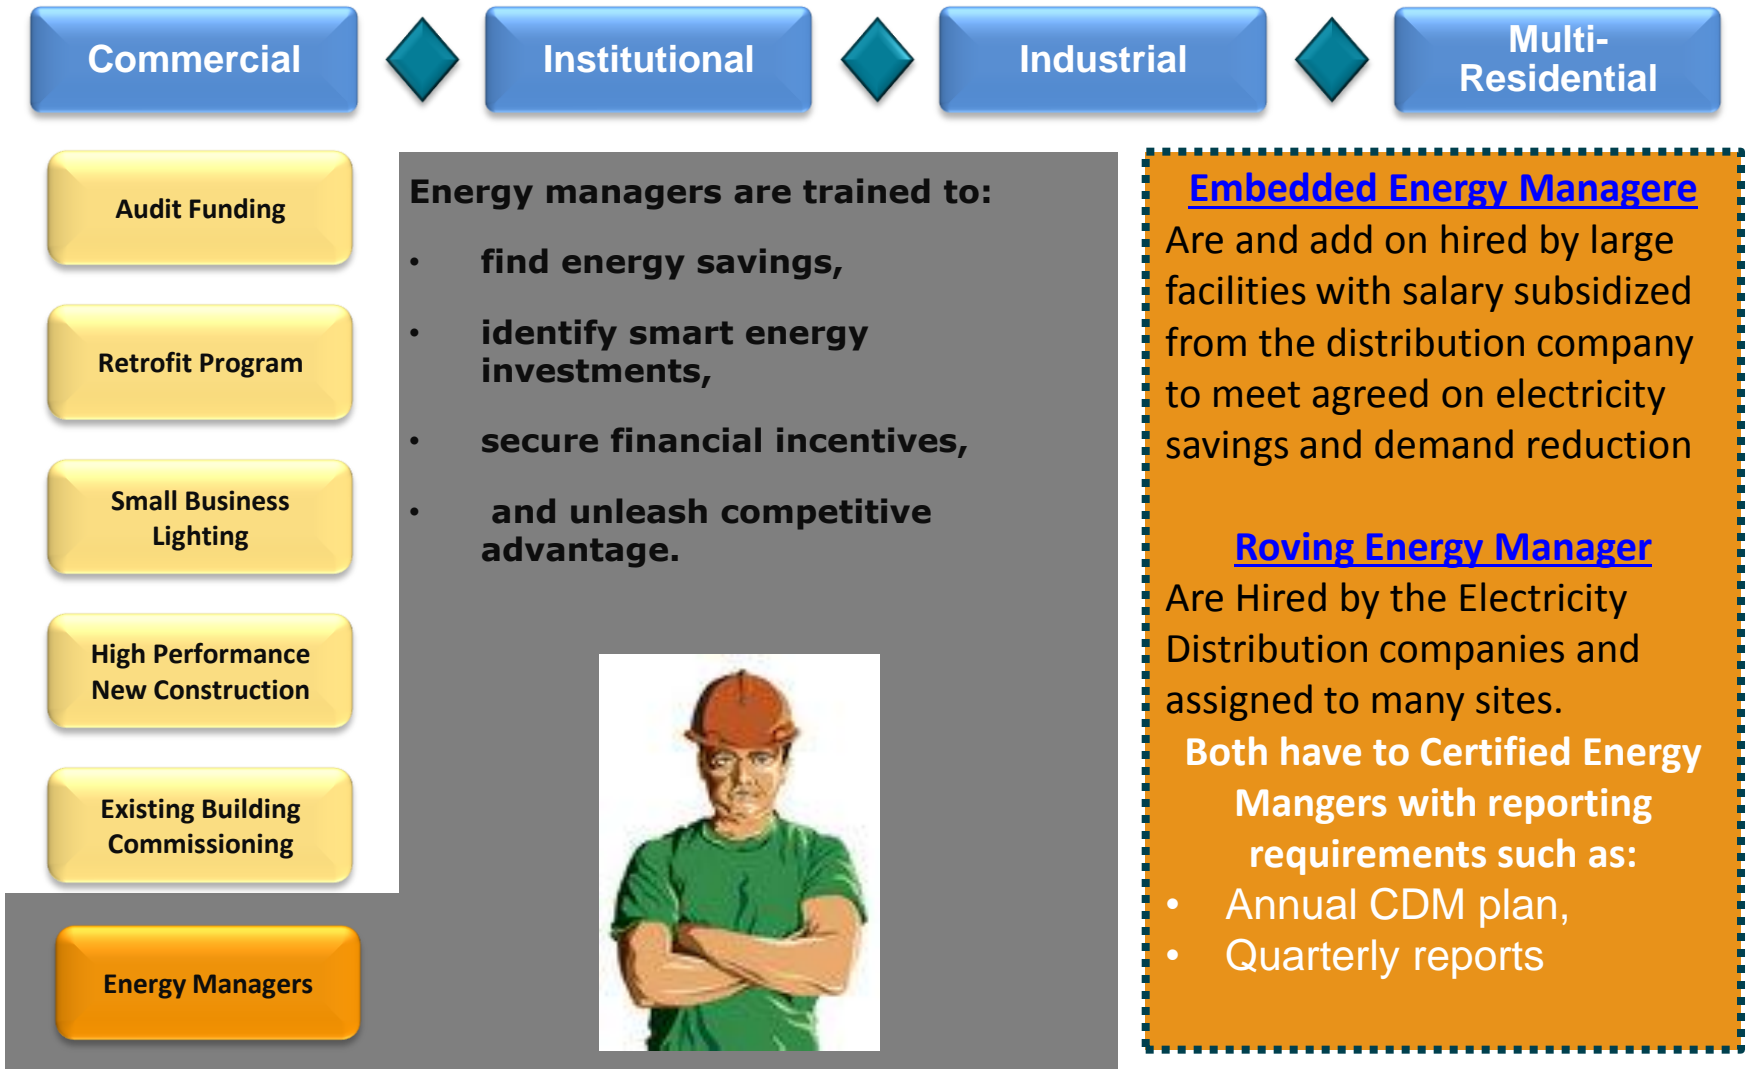 Commercial
Institutional
Industrial
Multi-
Residential
Audit Funding
Retrofit Program
Small Business
Lighting
High Performance
New Construction
Existing Building
Commissioning
Energy Managers
Energy managers are trained to:
• find energy savings,
• identify smart energy
investments,
• secure financial incentives,
• and unleash competitive
advantage.
Embedded Energy Managere
Are and add on hired by large
facilities with salary subsidized
from the distribution company
to meet agreed on electricity
savings and demand reduction
Roving Energy Manager
Are Hired by the Electricity
Distribution companies and
assigned to many sites.
Both have to Certified Energy
Mangers with reporting
requirements such as:
• Annual CDM plan,
• Quarterly reports